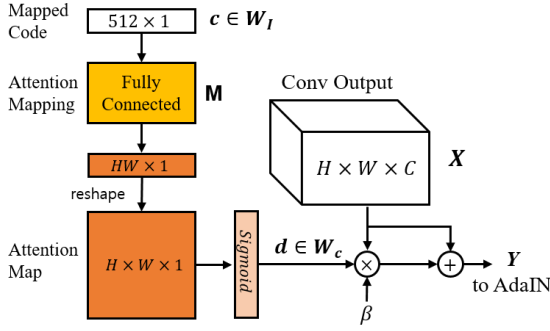 Mapped
Code
512 × 1
c ∈ W_I
Attention
Mapping
Fully
Connected
M
HW × 1
reshape
Attention
Map
H × W × 1
Sigmoid
d ∈ W_c
Conv Output
H × W × C
X
×
+
β
Y
to AdaIN